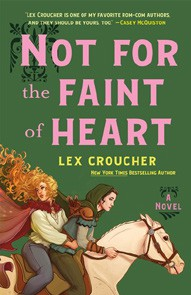 "LEX CROUCHER IS ONE OF MY FAVORITE ROM-COM AUTHORS,
AND THEY SHOULD BE YOURS, TOO." —CASEY McQUISTON
NOT FOR
the FAINT
of HEART
LEX CROUCHER
NEW YORK TIMES BESTSELLING AUTHOR
A
NOVEL